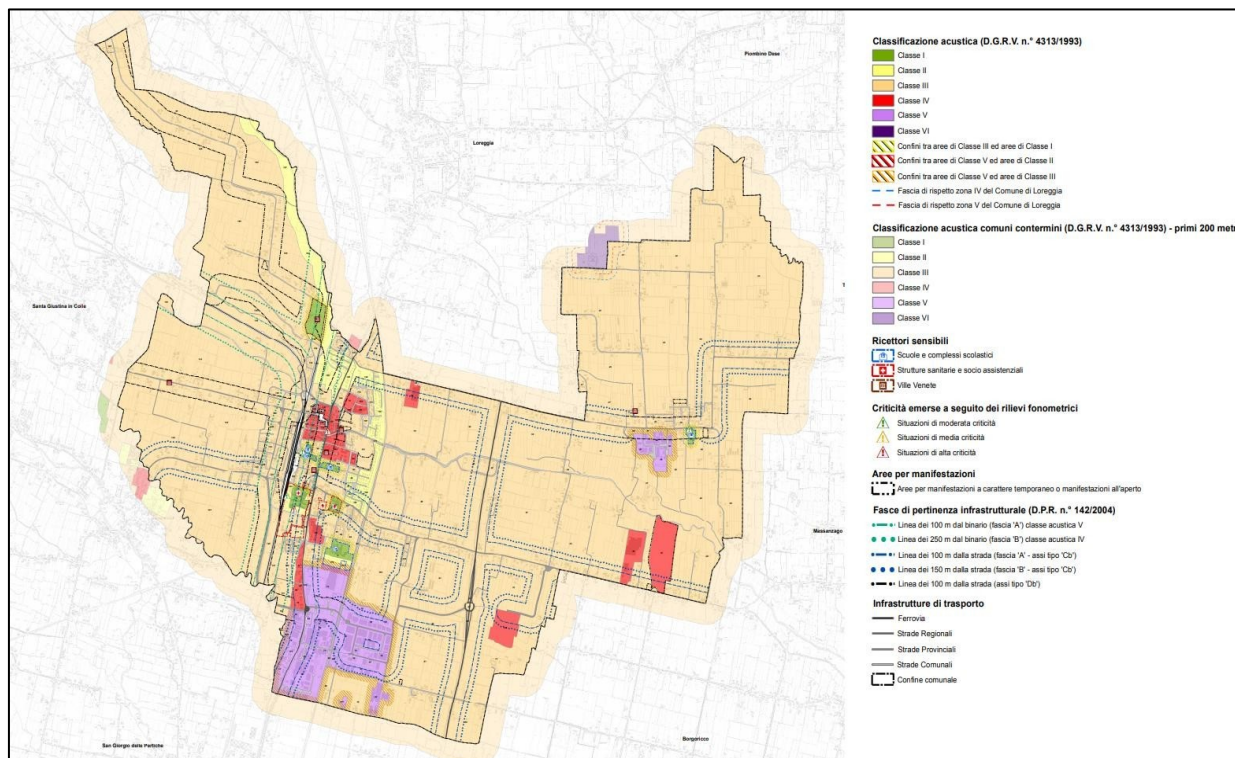 Piombino Dese
Loreggia
Santa Giustina in Colle
Massanzago
San Giorgio delle Pertiche
Borgoricco
Classificazione acustica (D.G.R.V. n.° 4313/1993)
Classe I
Classe II
Classe III
Classe IV
Classe V
Classe VI
Confini tra aree di Classe III ed aree di Classe I
Confini tra aree di Classe V ed aree di Classe II
Confini tra aree di Classe V ed aree di Classe III
Fascia di rispetto zona IV del Comune di Loreggia
Fascia di rispetto zona V del Comune di Loreggia
Classificazione acustica comuni contermini (D.G.R.V. n.° 4313/1993) - primi 200 metr
Classe I
Classe II
Classe III
Classe IV
Classe V
Classe VI
Ricettori sensibili
Scuole e complessi scolastici
Strutture sanitarie e socio assistenziali
Ville Venete
Criticità emerse a seguito dei rilievi fonometrici
Situazioni di moderata criticità
Situazioni di media criticità
Situazioni di alta criticità
Aree per manifestazioni
Aree per manifestazioni a carattere temporaneo o manifestazioni all'aperto
Fasce di pertinenza infrastrutturale (D.P.R. n.° 142/2004)
Linea dei 100 m dal binario (fascia 'A') classe acustica V
Linea dei 250 m dal binario (fascia 'B') classe acustica IV
Linea dei 100 m dalla strada (fascia 'A' - assi tipo 'Cb')
Linea dei 150 m dalla strada (fascia 'B' - assi tipo 'Cb')
Linea dei 100 m dalla strada (assi tipo 'Db')
Infrastrutture di trasporto
Ferrovia
Strade Regionali
Strade Provinciali
Strade Comunali
Confine comunale